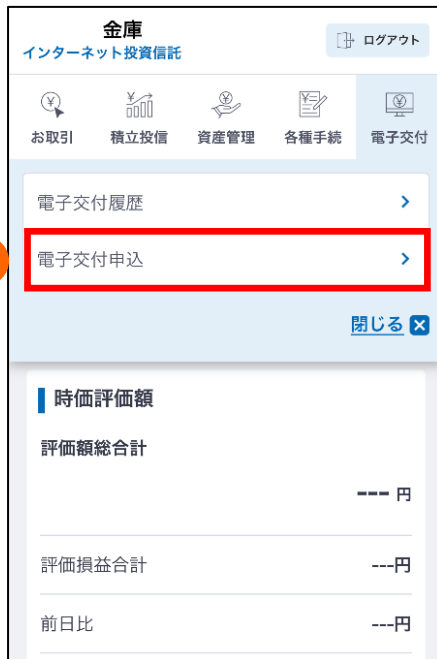 金庫
インターネット投資信託
ログアウト
お取引 積立投信 資産管理 各種手続 電子交付
電子交付履歴
電子交付申込
閉じる
時価評価額
評価額総合計
--- 円
評価損益合計 ---円
前日比 ---円